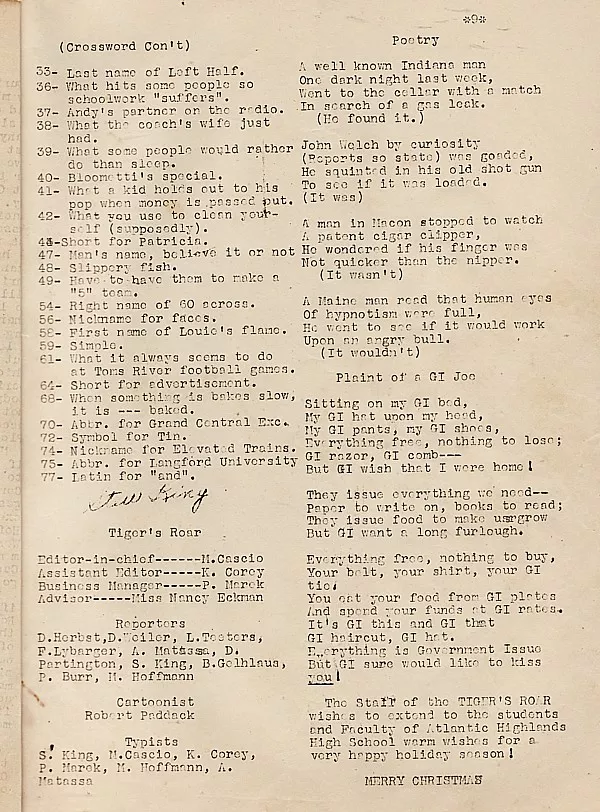 *9*
(Crossword Con't)
33- Last name of Left Half.
36- What hits some people so
schoolwork "suffers".
37- Andy's partner on the radio.
38- What the coach's wife just
had.
39- What some people would rather
do than sleep.
40- Bloometti's special.
41- What a kid holds out to his
pop when money is passed out.
42- What you use to clean your-
self (supposedly).
45-Short for Patricia.
47- Man's name, believe it or not
48- Slippery fish.
49- Have to have them to make a
"5" team.
54- Right name of 60 across.
56- Nickname for faces.
58- First name of Louie's flame.
59- Simple.
61- What it always seems to do
at Toms River football games.
64- Short for advertisement.
68- When something is bakes slow,
it is --- baked.
70- Abbr. for Grand Central Exc.
72- Symbol for Tin.
74- Nickname for Elevated Trains.
75- Abbr. for Langford University
77- Latin for "and".
King
Tiger's Roar
Editor-in-chief------M.Cascio
Assistant Editor-----K. Corey
Business Manager-----P. Marek
Advisor-----Miss Nancy Eckman
Reporters
D.Herbst,D.Weiler, L.Teeters,
F.Lybarger, A. Matassa, D.
Partington, S. King, B.Gelhlaus,
P. Burr, M. Hoffmann
Cartoonist
Robert Paddack
Typists
S. King, M.Cascio, K. Corey,
P. Marek, M. Hoffmann, A.
Matassa
Poetry
A well known Indiana man
One dark night last week,
Went to the cellar with a match
In search of a gas leak.
(He found it.)
John Welch by curiosity
(Reports so state) was goaded,
He squinted in his old shot gun
To see if it was loaded.
(It was)
A man in Macon stopped to watch
A patent cigar clipper,
He wondered if his finger was
Not quicker than the nipper.
(It wasn't)
A Maine man read that human eyes
Of hypnotism were full,
He went to see if it would work
Upon an angry bull.
(It wouldn't)
Plaint of a GI Joe
Sitting on my GI bed,
My GI hat upon my head,
My GI pants, my GI shoes,
Everything free, nothing to lose;
GI razor, GI comb---
But GI wish that I were home!
They issue everything we need--
Paper to write on, books to read;
They issue food to make usrgrow
But GI want a long furlough.
Everything free, nothing to buy,
Your belt, your shirt, your GI
tie;
You eat your food from GI plates
And spend your funds at GI rates.
It's GI this and GI that
GI haircut, GI hat.
Everything is Government Issue
But GI sure would like to kiss
you!
The Staff of the TIGER'S ROAR
wishes to extend to the students
and Faculty of Atlantic Highlands
High School warm wishes for a
very happy holiday season!
MERRY CHRISTMAS